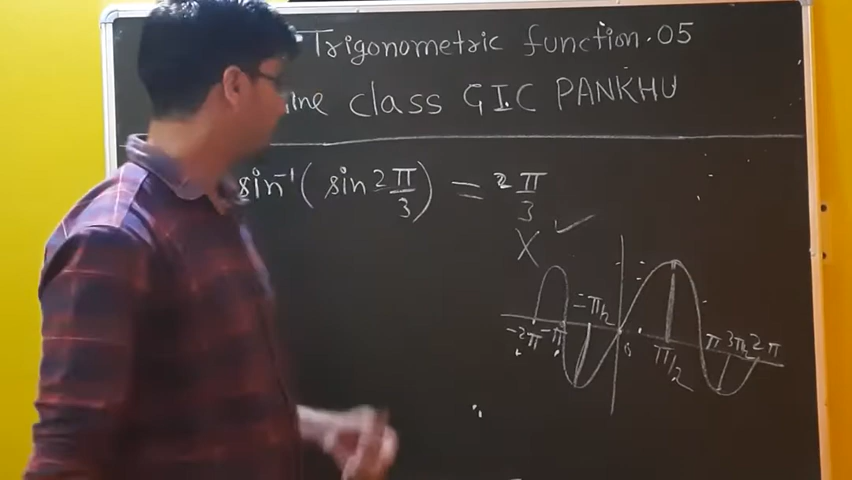 Trigonometric function.05
class GIC PANKHU
sin⁻¹(sin 2π/3) = 2π/3
X ✓
-π/2
-2π -π 0 π/2 π 3π/2 2π